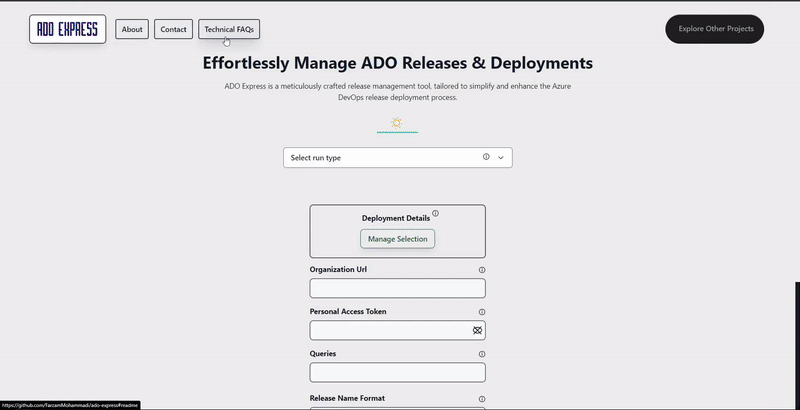 ADO EXPRESS
About
Contact
Technical FAQs
Explore Other Projects
Effortlessly Manage ADO Releases & Deployments
ADO Express is a meticulously crafted release management tool, tailored to simplify and enhance the Azure
DevOps release deployment process.
Select run type
Deployment Details
Manage Selection
Organization Url
Personal Access Token
Queries
Release Name Format
https://github.com/FarzamMohammadi/ado-express#readme